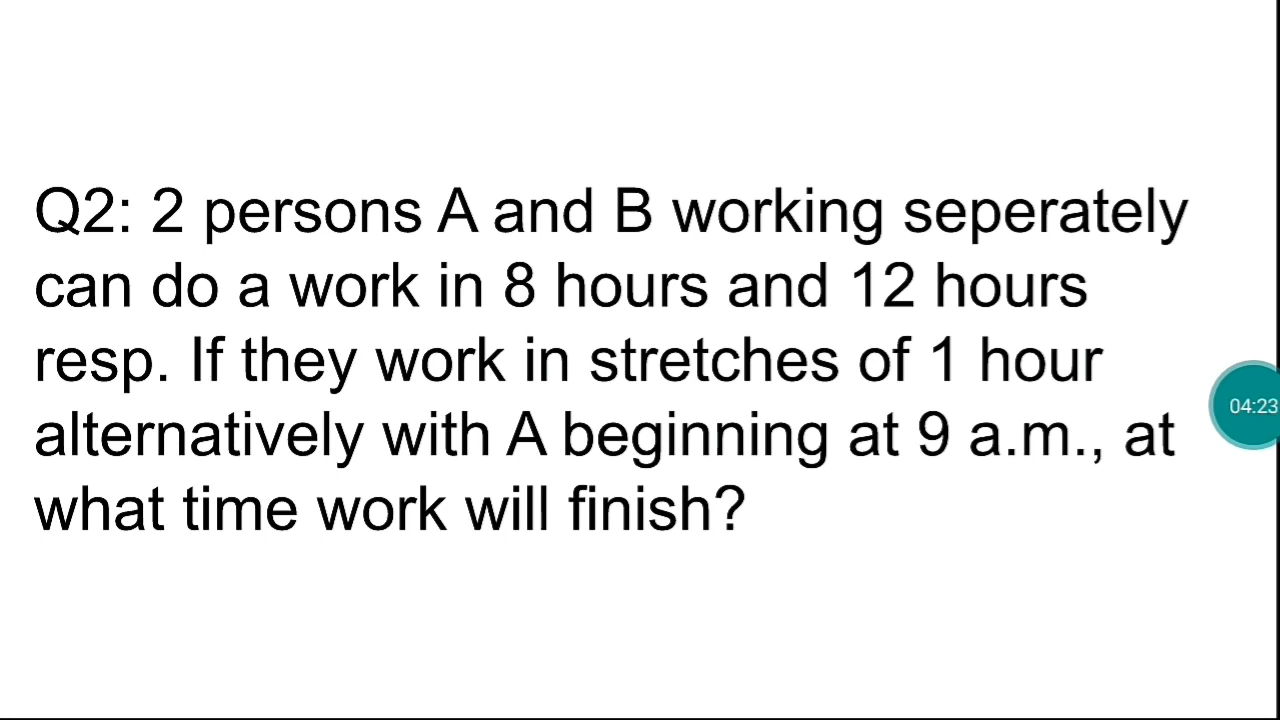 Q2: 2 persons A and B working seperately
can do a work in 8 hours and 12 hours
resp. If they work in stretches of 1 hour
alternatively with A beginning at 9 a.m., at
what time work will finish?
04:23